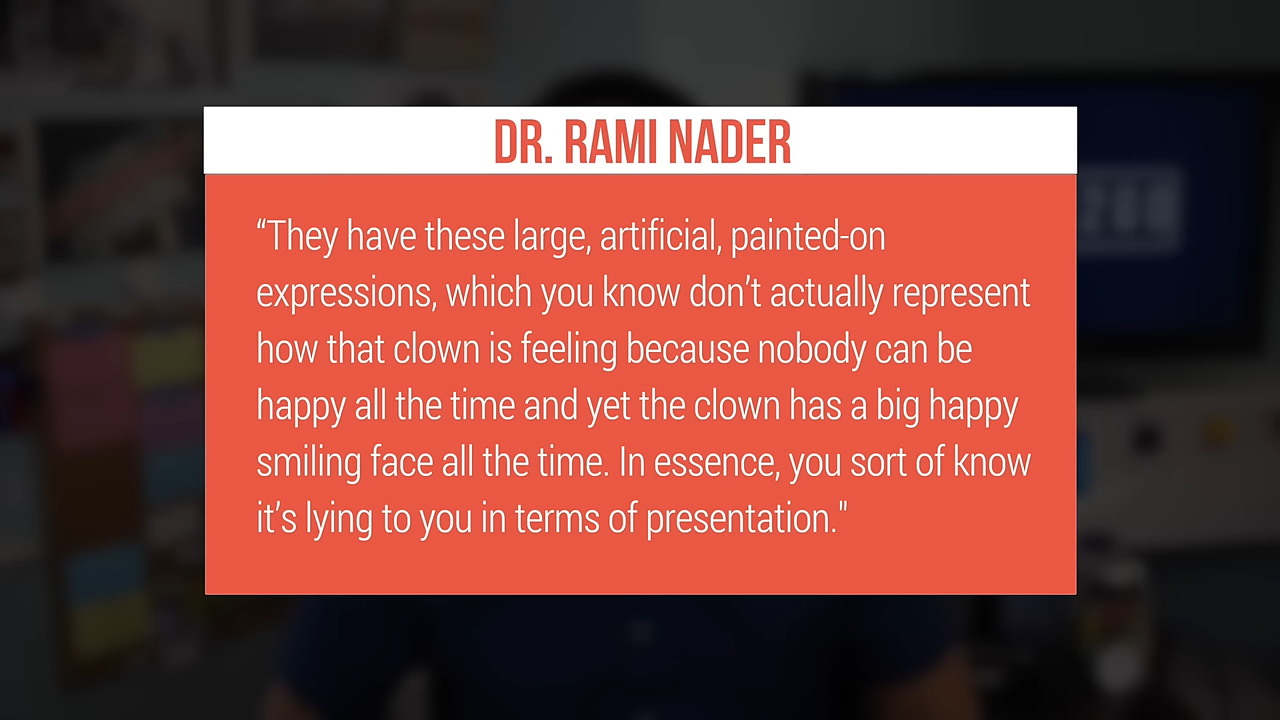 DR. RAMI NADER
“They have these large, artificial, painted-on
expressions, which you know don’t actually represent
how that clown is feeling because nobody can be
happy all the time and yet the clown has a big happy
smiling face all the time. In essence, you sort of know
it’s lying to you in terms of presentation."